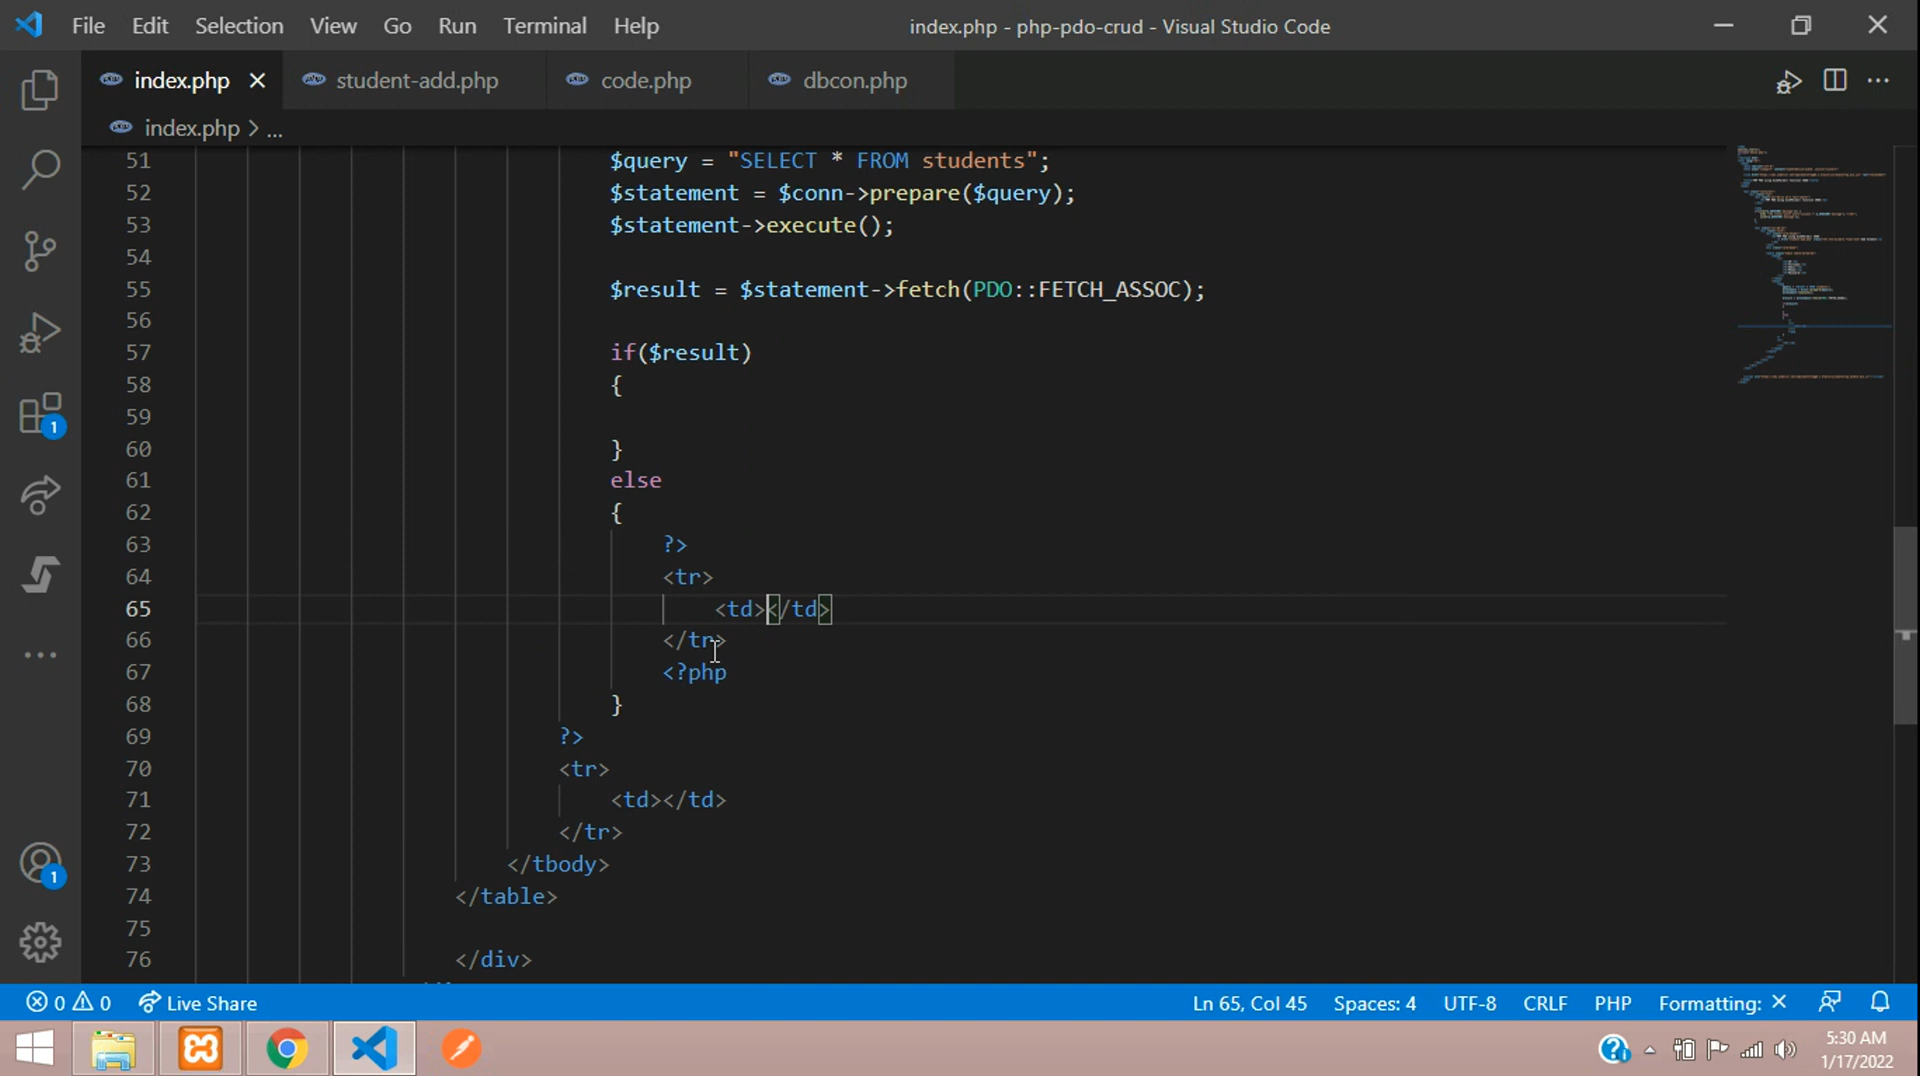 File Edit Selection View Go Run Terminal Help index.php - php-pdo-crud - Visual Studio Code
index.php student-add.php code.php dbcon.php
index.php > ...
51 $query = "SELECT * FROM students";
52 $statement = $conn->prepare($query);
53 $statement->execute();
54
55 $result = $statement->fetch(PDO::FETCH_ASSOC);
56
57 if($result)
58 {
59
60 }
61 else
62 {
63 ?>
64 <tr>
65 <td></td>
66 </tr>
67 <?php
68 }
69 ?>
70 <tr>
71 <td></td>
72 </tr>
73 </tbody>
74 </table>
75
76 </div>
1
1
0 0 Live Share Ln 65, Col 45 Spaces: 4 UTF-8 CRLF PHP Formatting: ×
5:30 AM
1/17/2022